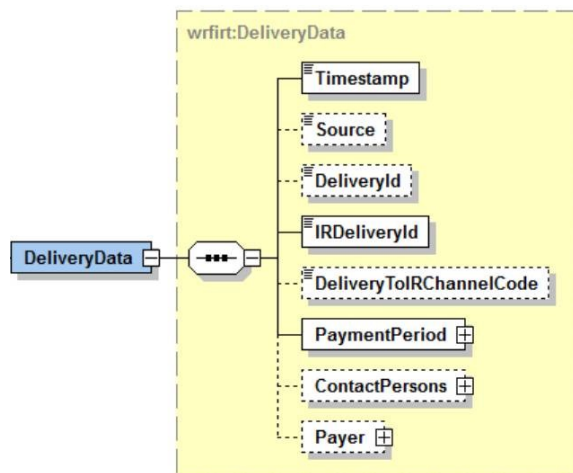 wrfirt:DeliveryData
Timestamp
Source
DeliveryId
DeliveryData
IRDeliveryId
DeliveryToIRChannelCode
PaymentPeriod
ContactPersons
Payer